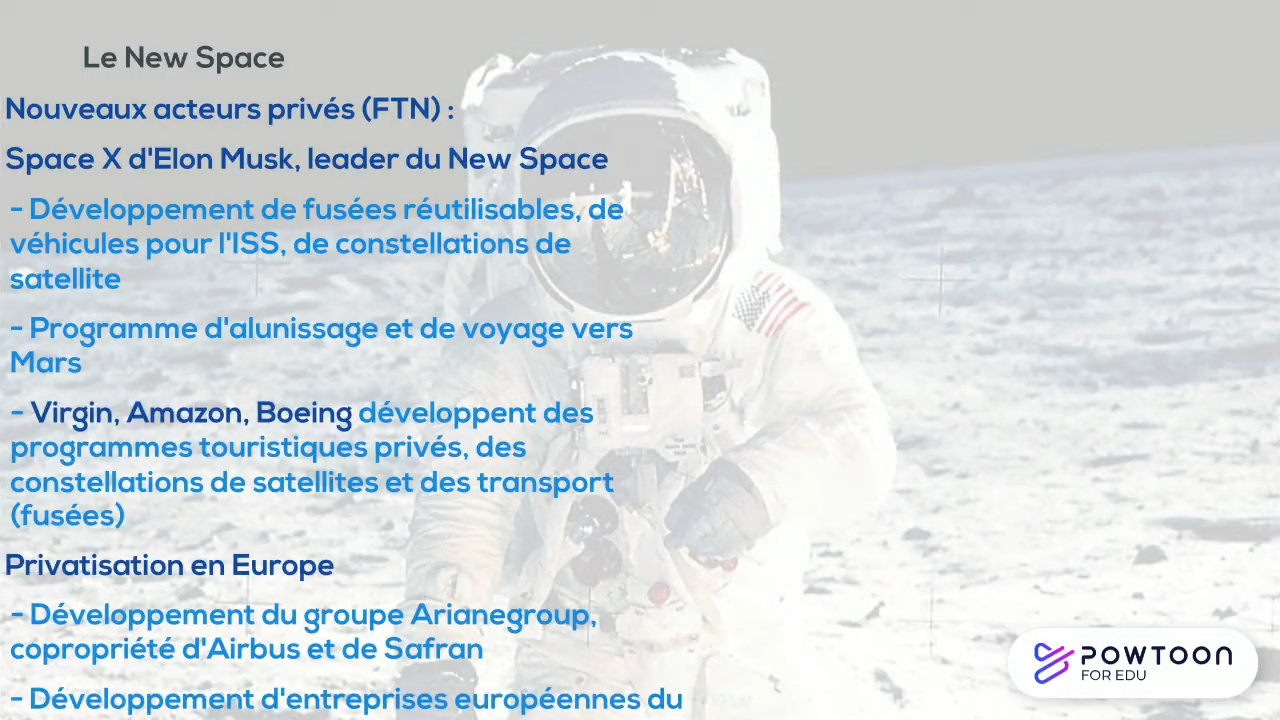 Le New Space
Nouveaux acteurs privés (FTN) :
Space X d'Elon Musk, leader du New Space
- Développement de fusées réutilisables, de
véhicules pour l'ISS, de constellations de
satellite
- Programme d'alunissage et de voyage vers
Mars
- Virgin, Amazon, Boeing développent des
programmes touristiques privés, des
constellations de satellites et des transport
(fusées)
Privatisation en Europe
- Développement du groupe Arianegroup,
copropriété d'Airbus et de Safran
- Développement d'entreprises européennes du
POWTOON
FOR EDU